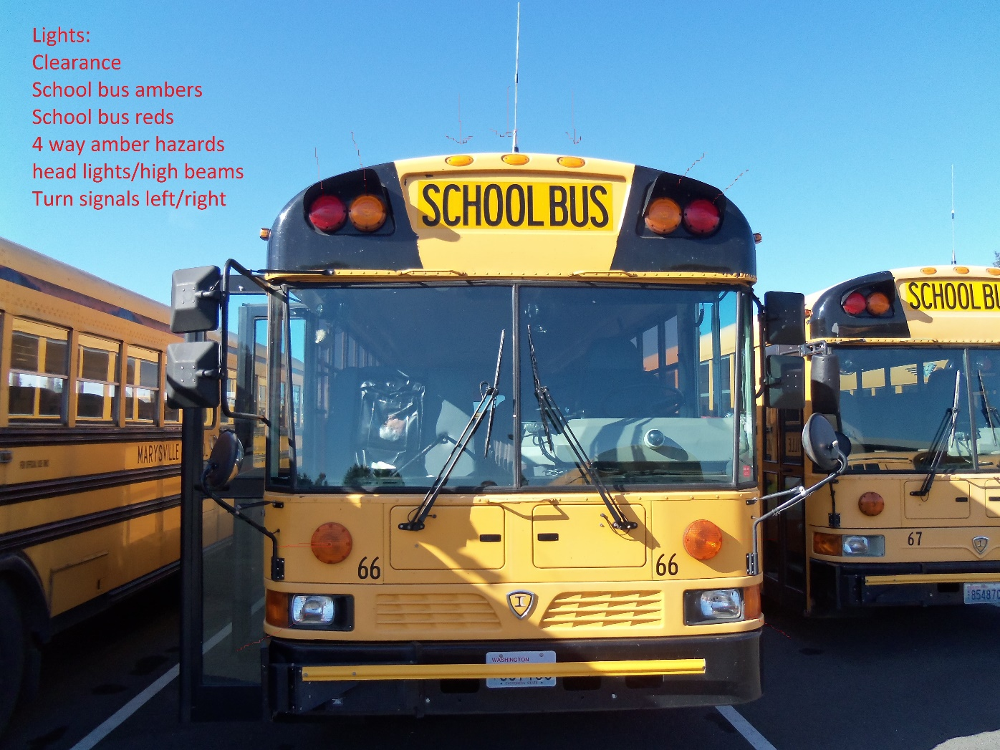 Lights:
Clearance
School bus ambers
School bus reds
4 way amber hazards
head lights/high beams
Turn signals left/right
SCHOOL BUS
SCHOOL BU
MARYSVILLE
66
66
67
I
I
WASHINGTON